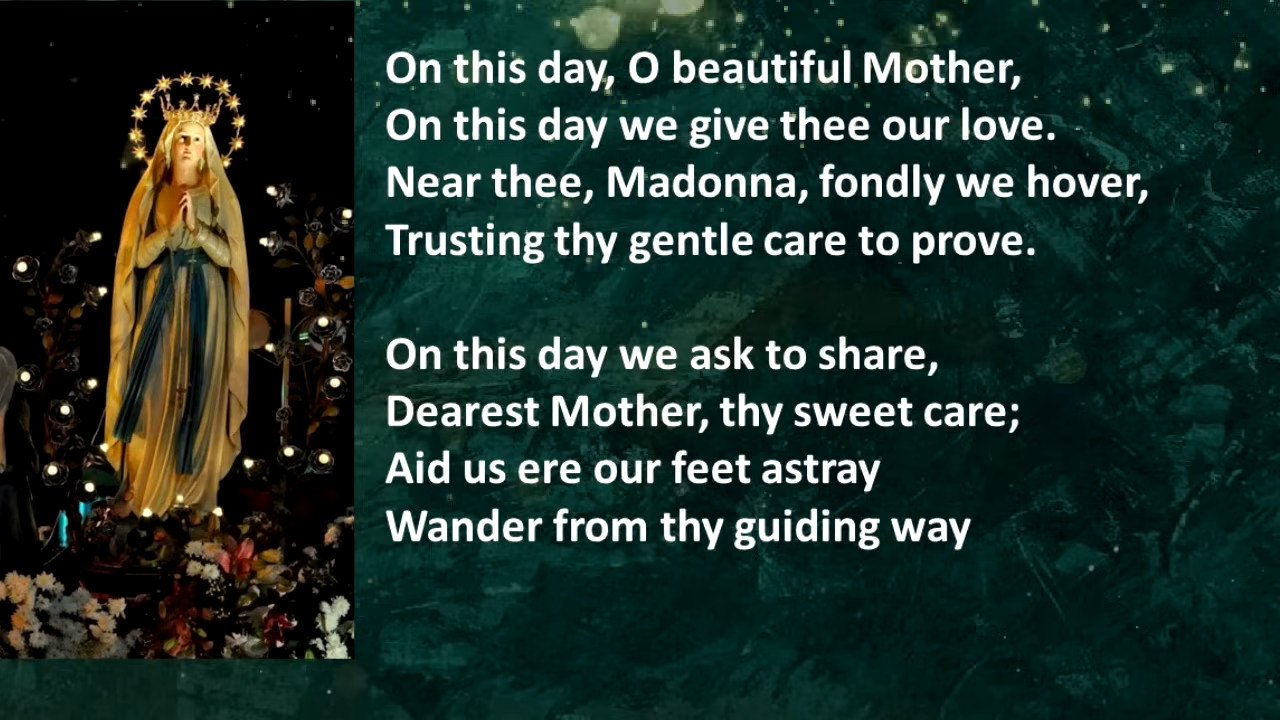 On this day, O beautiful Mother,
On this day we give thee our love.
Near thee, Madonna, fondly we hover,
Trusting thy gentle care to prove.
On this day we ask to share,
Dearest Mother, thy sweet care;
Aid us ere our feet astray
Wander from thy guiding way